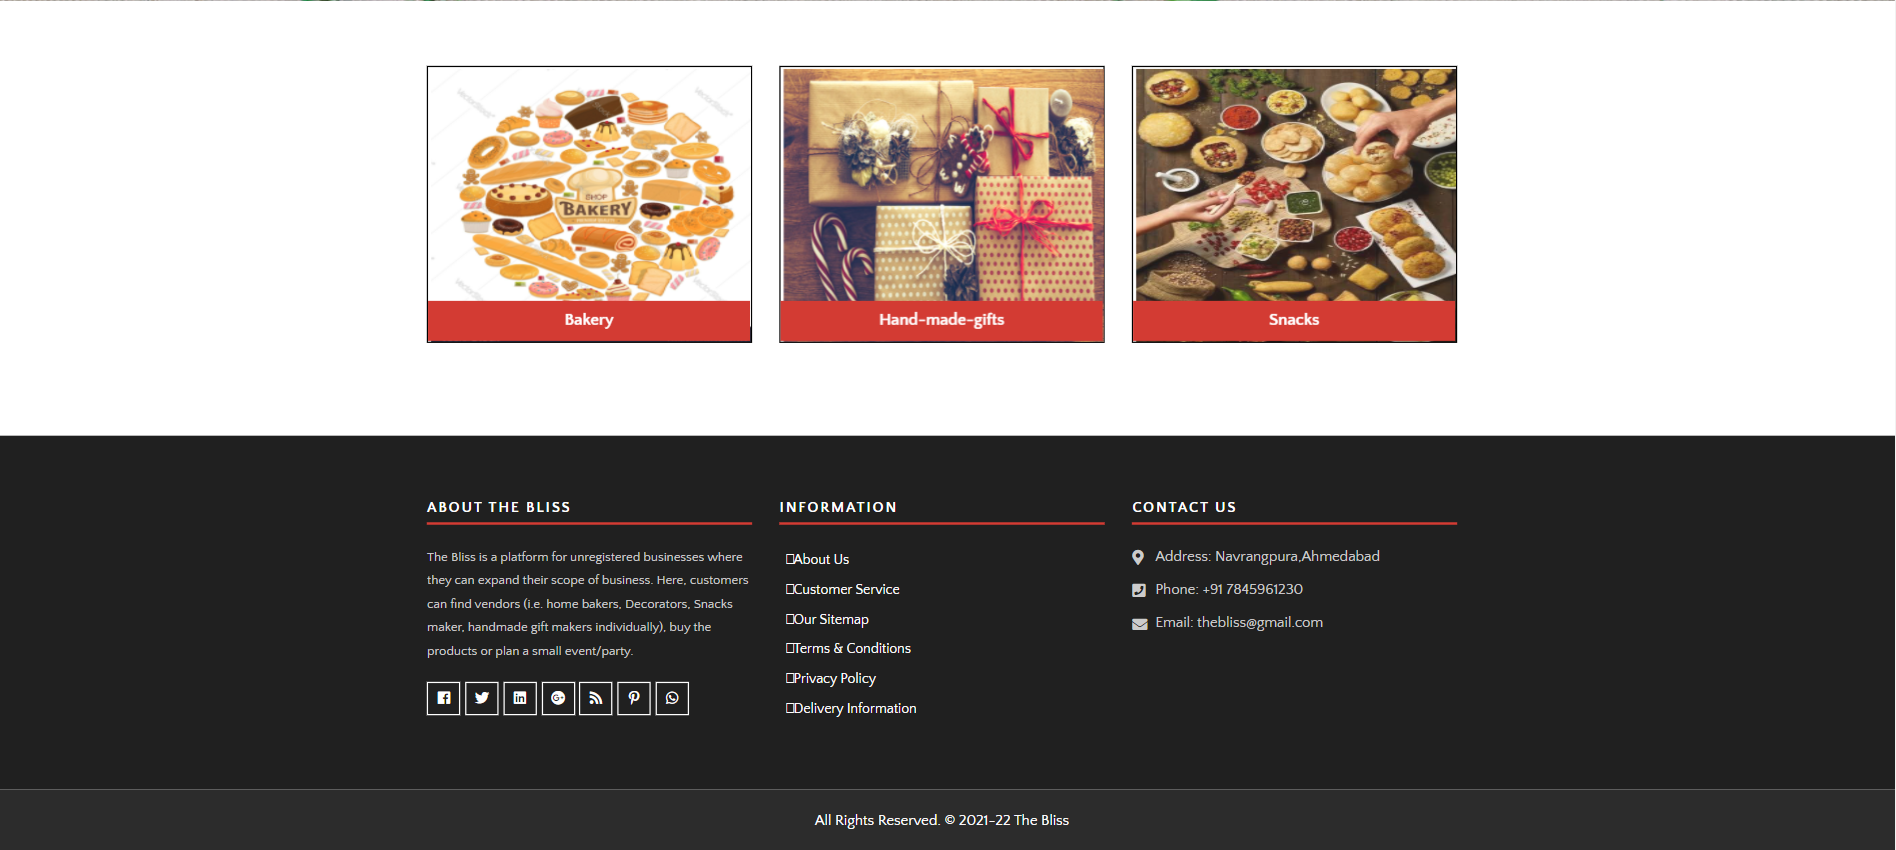 SHOP
BAKERY
Bakery
Hand-made-gifts
Snacks
ABOUT THE BLISS
The Bliss is a platform for unregistered businesses where
they can expand their scope of business. Here, customers
can find vendors (i.e. home bakers, Decorators, Snacks
maker, handmade gift makers individually), buy the
products or plan a small event/party.
INFORMATION
About Us
Customer Service
Our Sitemap
Terms & Conditions
Privacy Policy
Delivery Information
CONTACT US
Address: Navrangpura,Ahmedabad
Phone: +91 7845961230
Email: thebliss@gmail.com
All Rights Reserved. © 2021-22 The Bliss